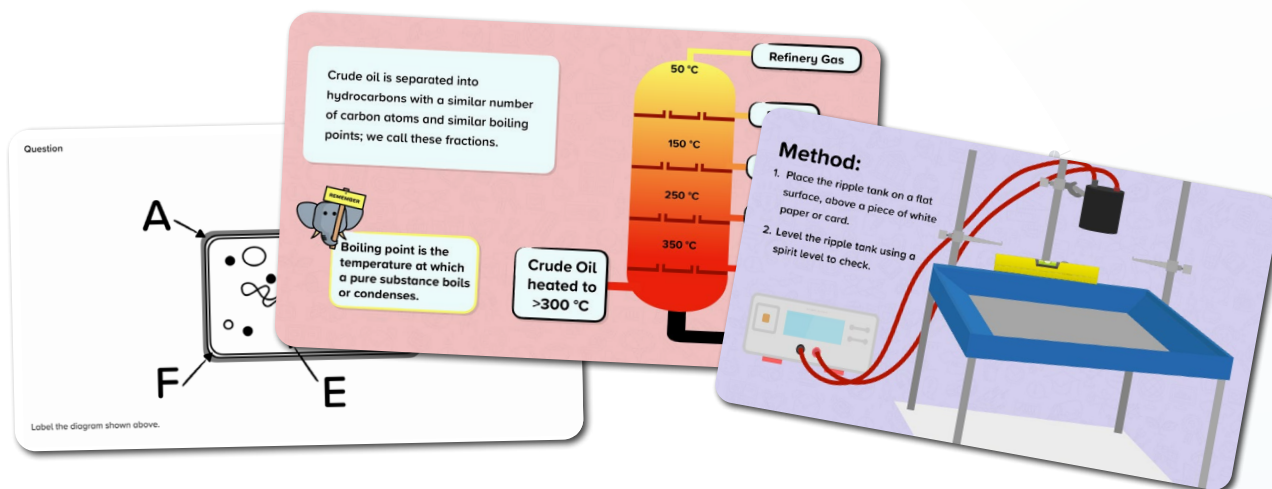 Question
A
F
E
Label the diagram shown above.
Crude oil is separated into
hydrocarbons with a similar number
of carbon atoms and similar boiling
points; we call these fractions.
REMEMBER
Boiling point is the
temperature at which
a pure substance boils
or condenses.
Crude Oil
heated to
>300 °C
Refinery Gas
50 °C
150 °C
250 °C
350 °C
Method:
1. Place the ripple tank on a flat
surface, above a piece of white
paper or card.
2. Level the ripple tank using a
spirit level to check.